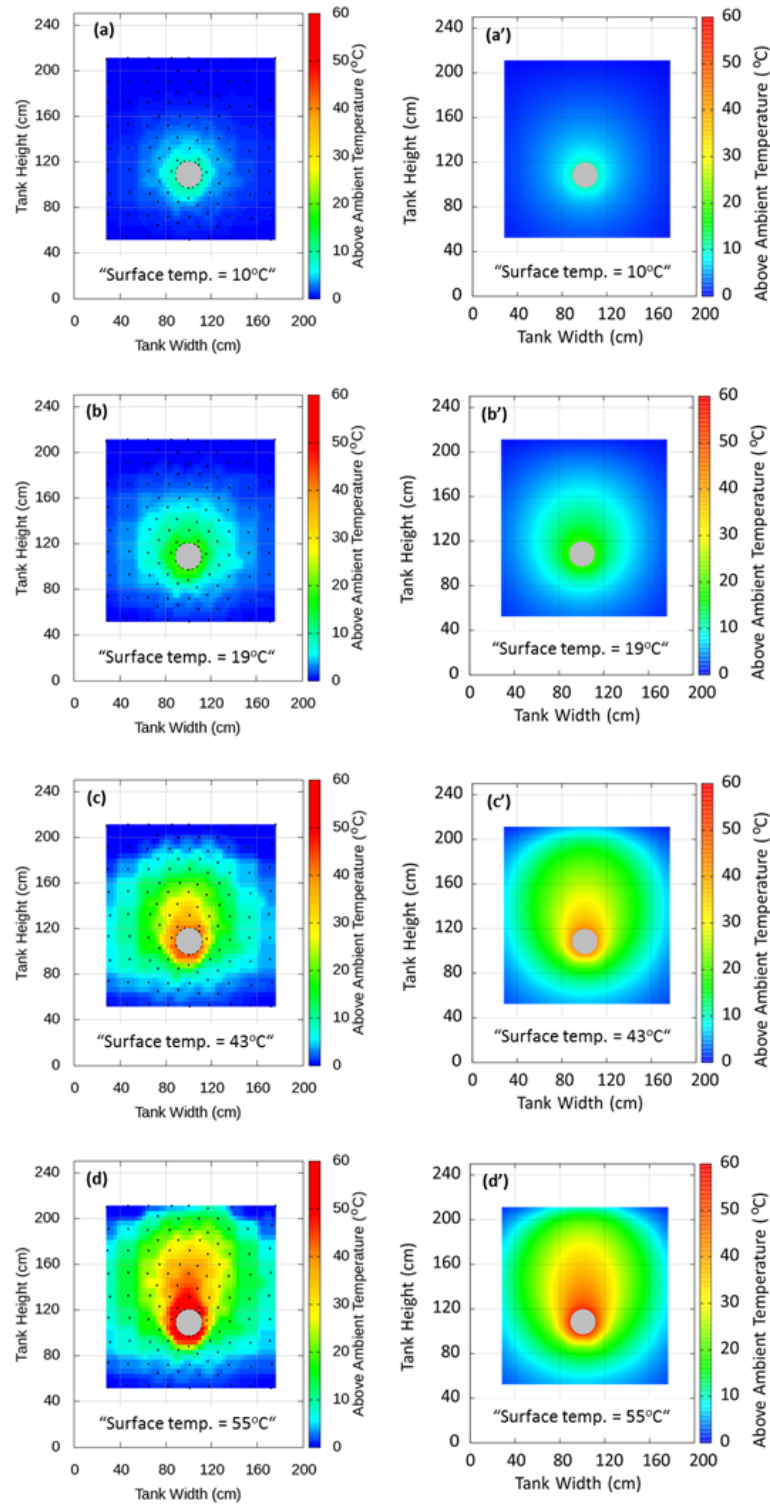 (a)
Tank Height (cm)
240
200
160
120
80
40
0
0 40 80 120 160 200
Tank Width (cm)
“Surface temp. = 10°C“
60
50
40
30
20
10
0
Above Ambient Temperature (°C)
(a’)
Tank Height (cm)
240
200
160
120
80
40
0
0 40 80 120 160 200
Tank Width (cm)
“Surface temp. = 10°C“
60
50
40
30
20
10
0
Above Ambient Temperature (°C)
(b)
Tank Height (cm)
240
200
160
120
80
40
0
0 40 80 120 160 200
Tank Width (cm)
“Surface temp. = 19°C“
60
50
40
30
20
10
0
Above Ambient Temperature (°C)
(b’)
Tank Height (cm)
240
200
160
120
80
40
0
0 40 80 120 160 200
Tank Width (cm)
“Surface temp. = 19°C“
60
50
40
30
20
10
0
Above Ambient Temperature (°C)
(c)
Tank Height (cm)
240
200
160
120
80
40
0
0 40 80 120 160 200
Tank Width (cm)
“Surface temp. = 43°C“
60
50
40
30
20
10
0
Above Ambient Temperature (°C)
(c’)
Tank Height (cm)
240
200
160
120
80
40
0
0 40 80 120 160 200
Tank Width (cm)
“Surface temp. = 43°C“
60
50
40
30
20
10
0
Above Ambient Temperature (°C)
(d)
Tank Height (cm)
240
200
160
120
80
40
0
0 40 80 120 160 200
Tank Width (cm)
“Surface temp. = 55°C“
60
50
40
30
20
10
0
Above Ambient Temperature (°C)
(d’)
Tank Height (cm)
240
200
160
120
80
40
0
0 40 80 120 160 200
Tank Width (cm)
“Surface temp. = 55°C“
60
50
40
30
20
10
0
Above Ambient Temperature (°C)